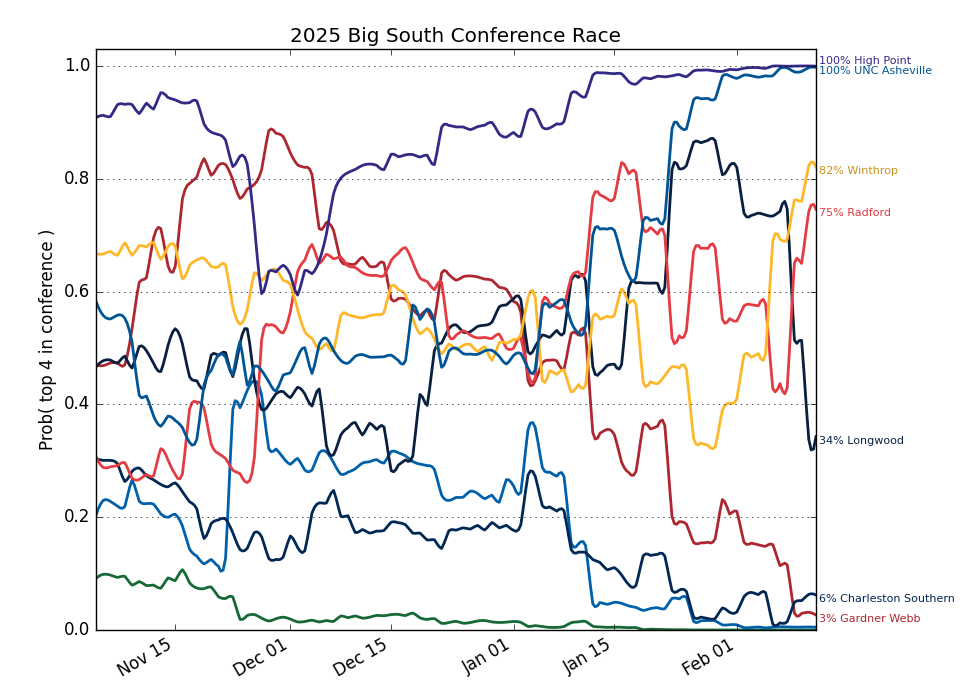 2025 Big South Conference Race
Prob( top 4 in conference )
1.0
0.8
0.6
0.4
0.2
0.0
Nov 15
Dec 01
Dec 15
Jan 01
Jan 15
Feb 01
100% High Point
100% UNC Asheville
82% Winthrop
75% Radford
34% Longwood
6% Charleston Southern
3% Gardner Webb